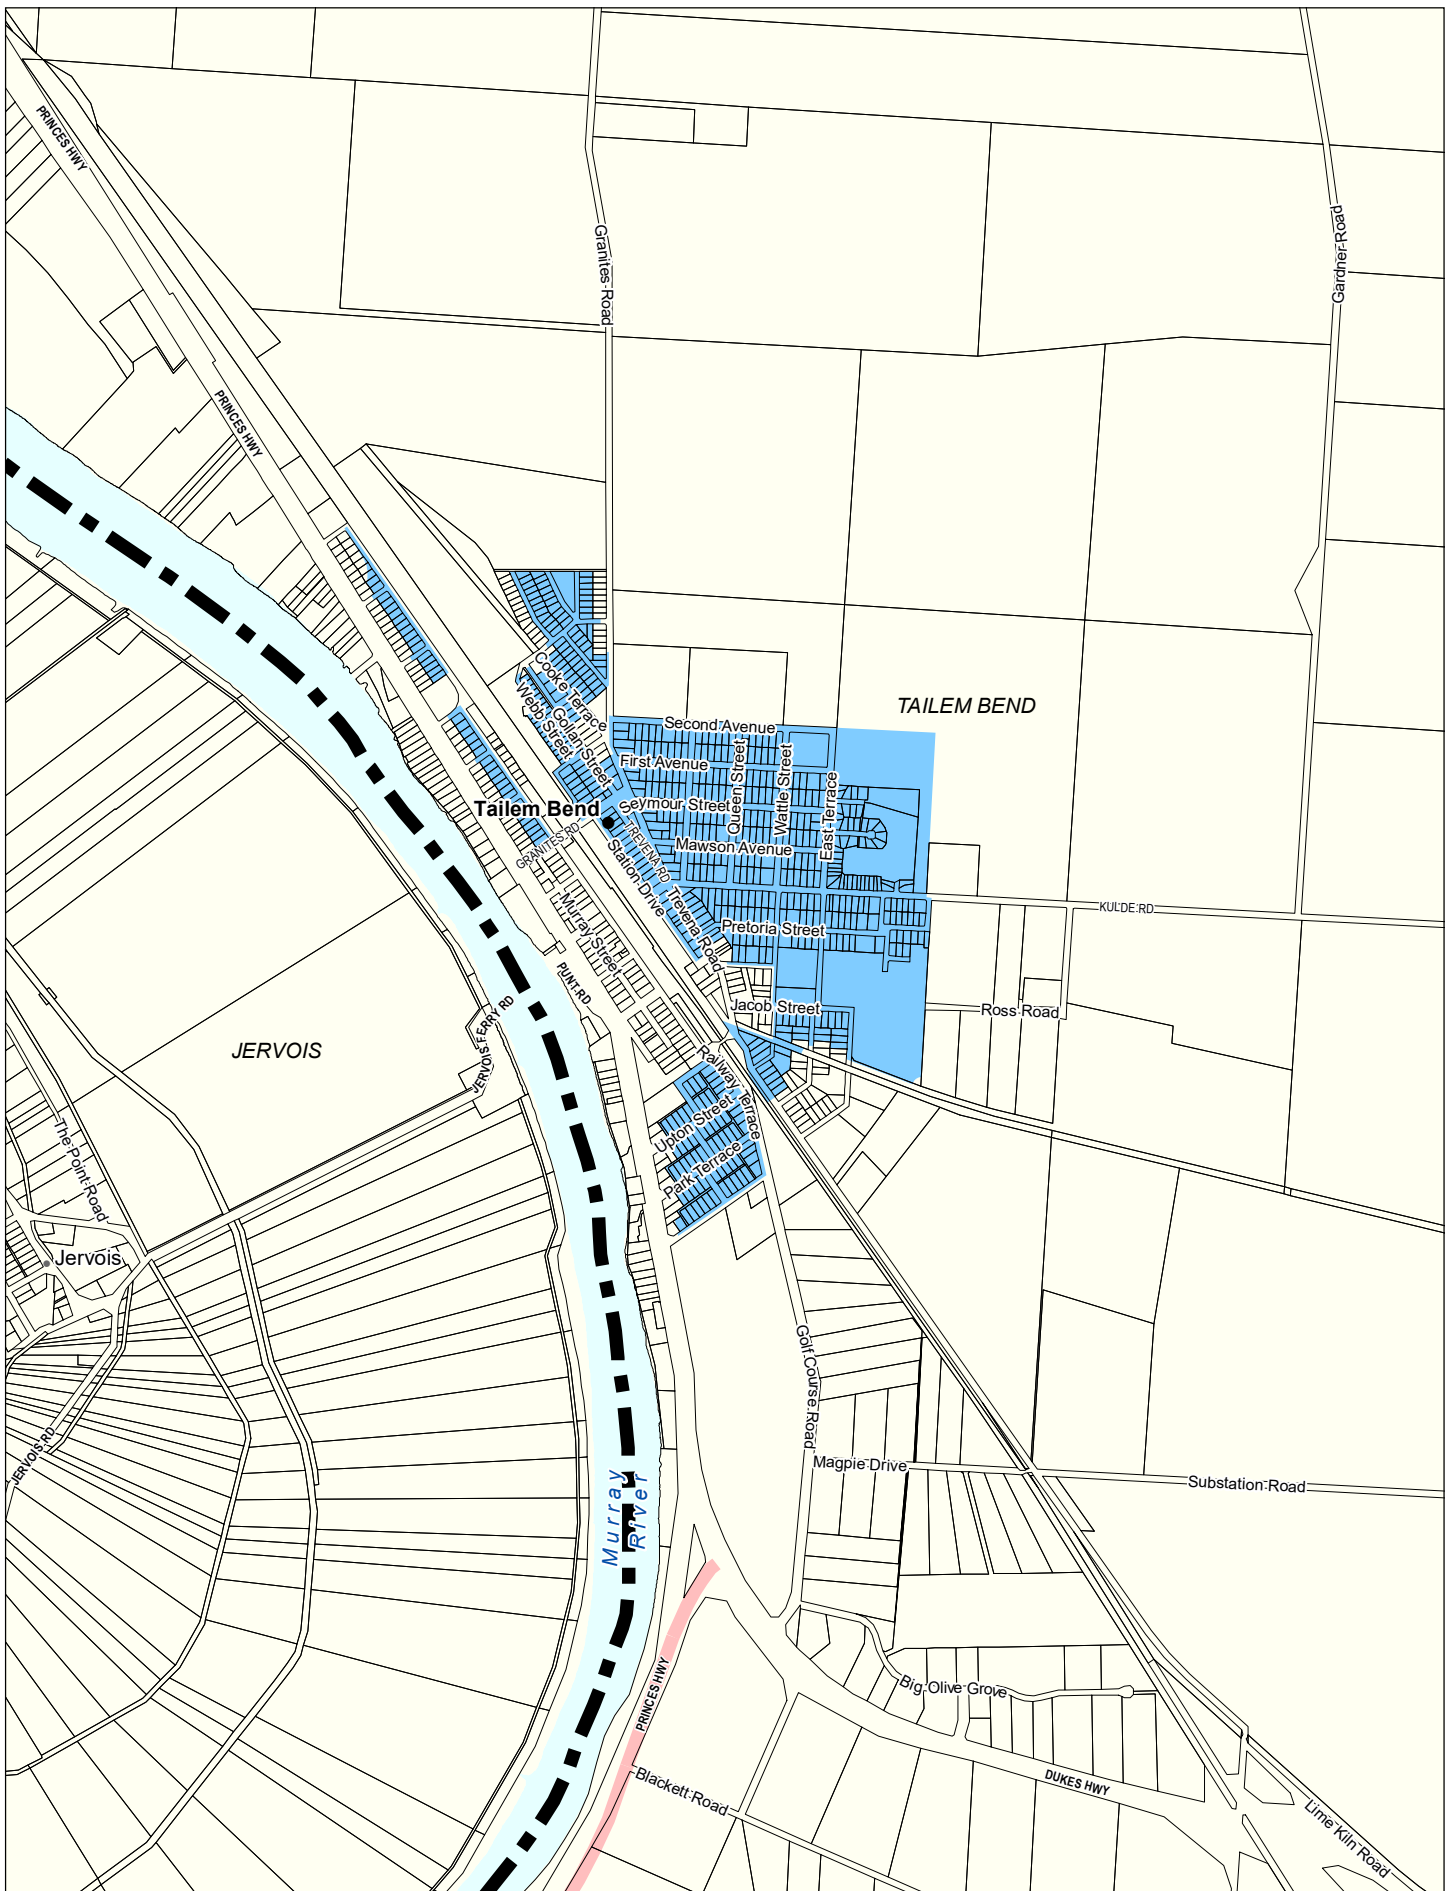 PRINCES HWY
Granites Road
Gardner Road
PRINCES HWY
TAILEM BEND
Cooke Terrace
Webb Street
Gollan Street
Second Avenue
First Avenue
Queen Street
Wattle Street
East Terrace
Tailem Bend
Seymour Street
GRANITES RD
TREVENA RD
Mawson Avenue
Station Drive
Trevena Road
KULDE RD
Murray Street
Pretoria Street
PUNT RD
JERVOIS FERRY RD
Jacob Street
Ross Road
JERVOIS
Railway Terrace
Upton Street
Park Terrace
The Point Road
Jervois
Golf Course Road
JERVOIS RD
Magpie Drive
Substation Road
Murray
River
PRINCES HWY
Big Olive Grove
Blackett Road
DUKES HWY
Lime Kiln Road